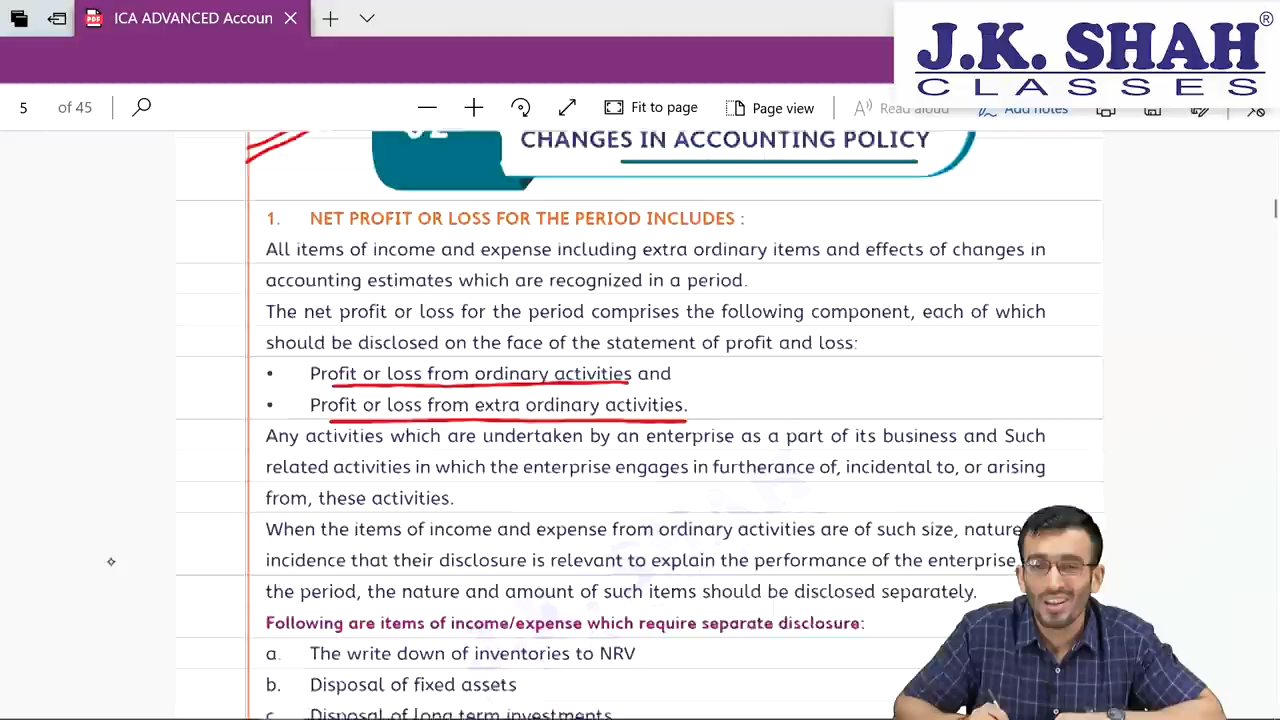 ICA ADVANCED Accoun
J.K. SHAH®
CLASSES
5 of 45
Fit to page
Page view
Read aloud
Add notes
CHANGES IN ACCOUNTING POLICY
1. NET PROFIT OR LOSS FOR THE PERIOD INCLUDES :
All items of income and expense including extra ordinary items and effects of changes in
accounting estimates which are recognized in a period.
The net profit or loss for the period comprises the following component, each of which
should be disclosed on the face of the statement of profit and loss:
• Profit or loss from ordinary activities and
• Profit or loss from extra ordinary activities.
Any activities which are undertaken by an enterprise as a part of its business and Such
related activities in which the enterprise engages in furtherance of, incidental to, or arising
from, these activities.
When the items of income and expense from ordinary activities are of such size, nature
incidence that their disclosure is relevant to explain the performance of the enterprise
the period, the nature and amount of such items should be disclosed separately.
Following are items of income/expense which require separate disclosure:
a. The write down of inventories to NRV
b. Disposal of fixed assets
c. Disposal of long term investments